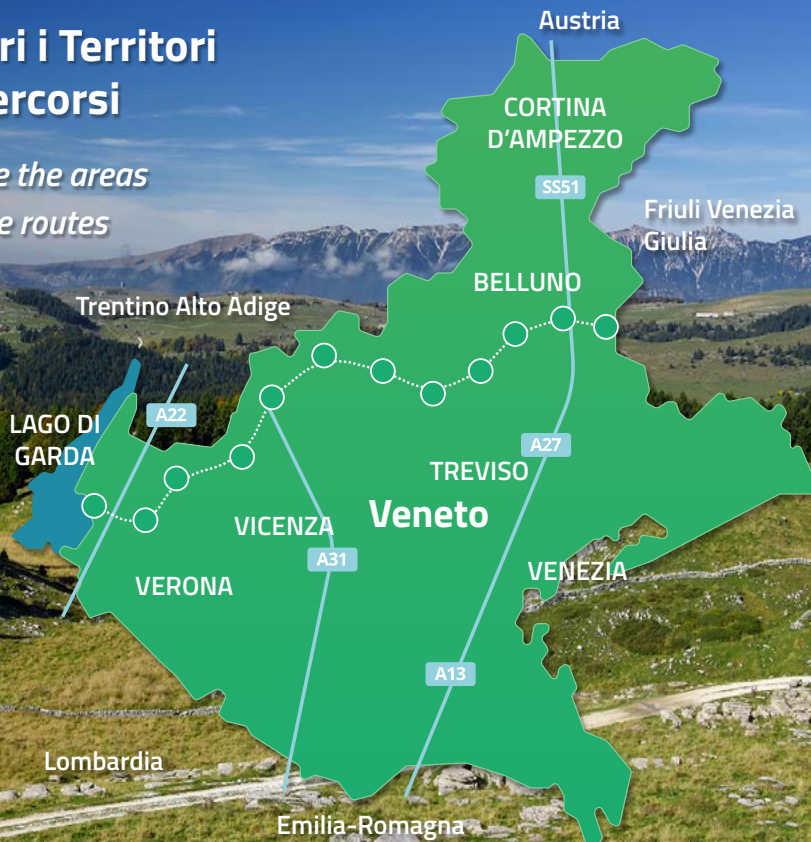 ri i Territori
ercorsi
e the areas
e routes
Austria
CORTINA
D'AMPEZZO
SS51
Friuli Venezia
Giulia
BELLUNO
Trentino Alto Adige
A22
LAGO DI
GARDA
A27
TREVISO
Veneto
VICENZA
A31
VENEZIA
VERONA
A13
Lombardia
Emilia-Romagna